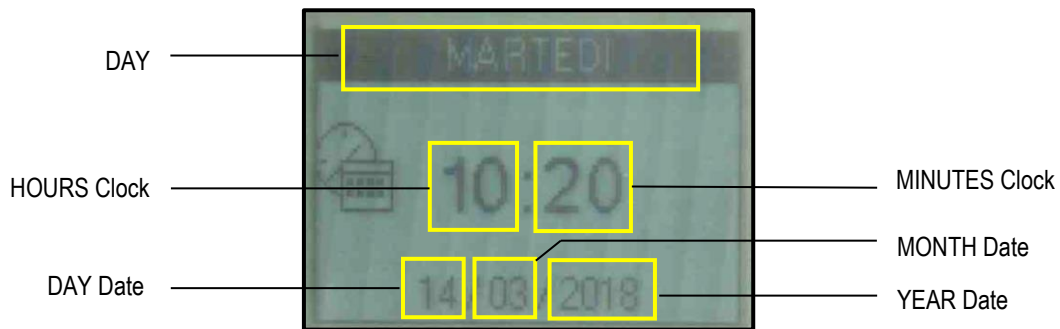 DAY
MARTEDI
HOURS Clock
10:20
MINUTES Clock
MONTH Date
DAY Date
14/03/2018
YEAR Date